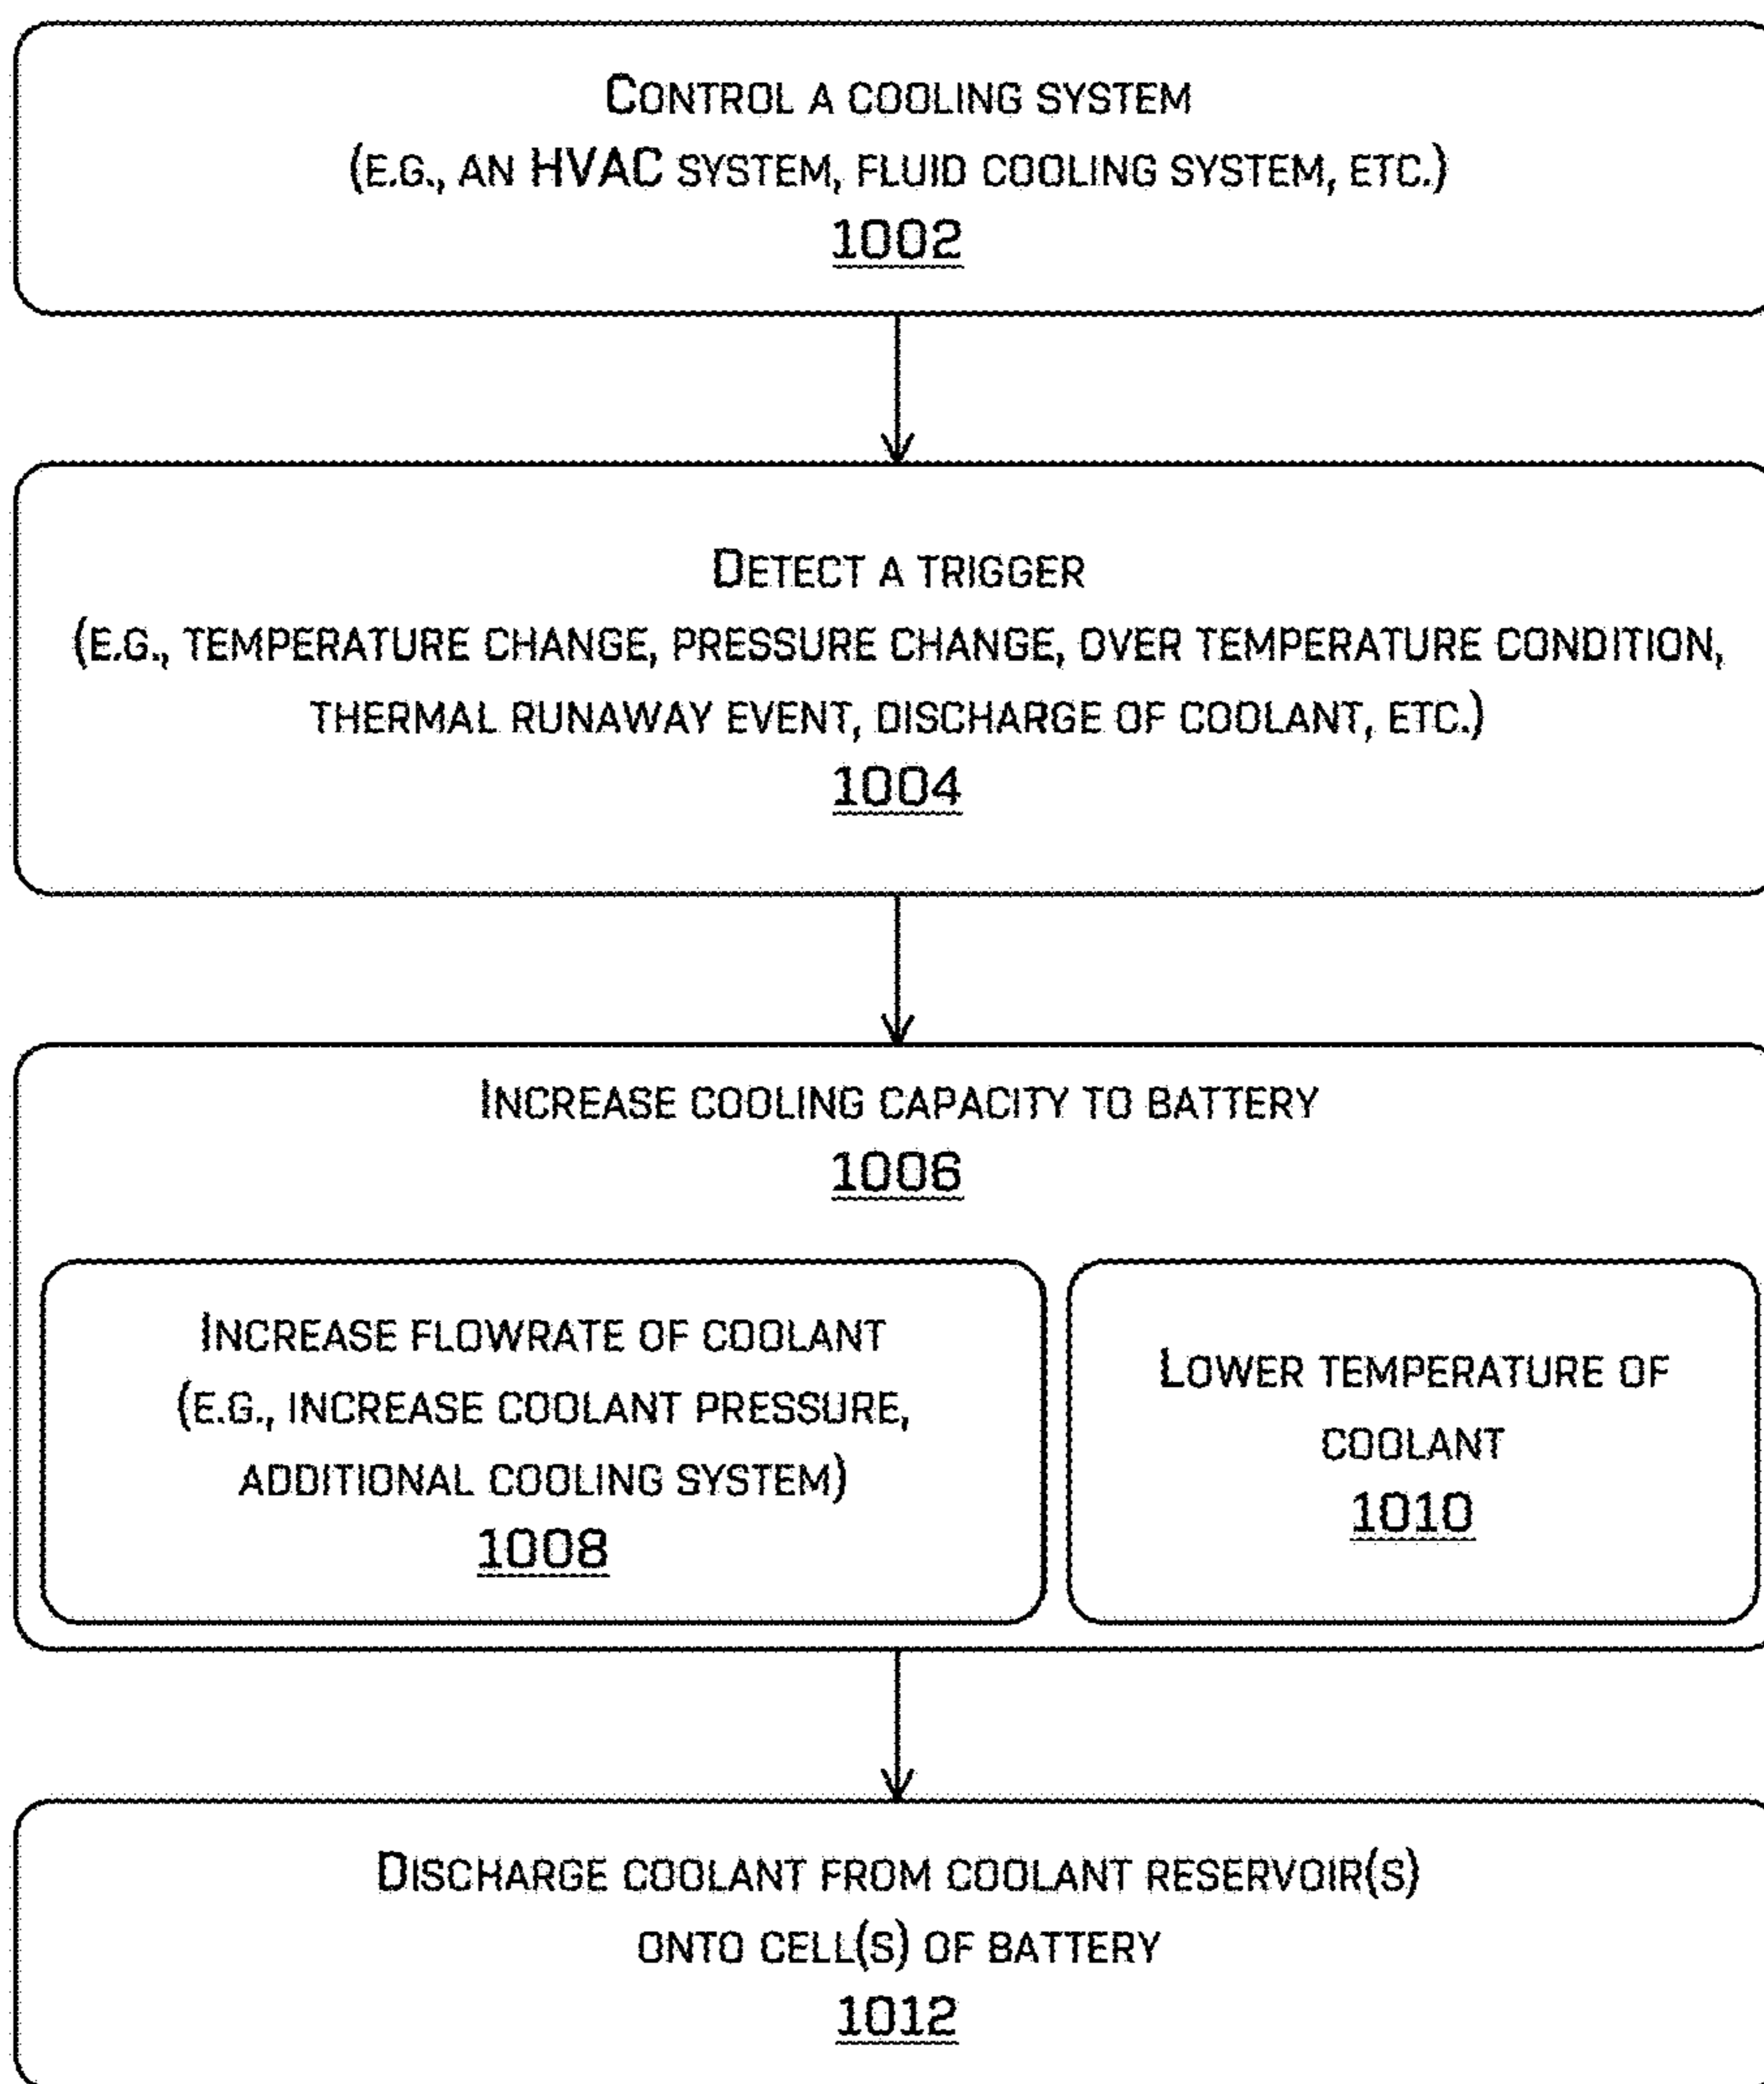 CONTROL A COOLING SYSTEM
(E.G., AN HVAC SYSTEM, FLUID COOLING SYSTEM, ETC.)
1002
DETECT A TRIGGER
(E.G., TEMPERATURE CHANGE, PRESSURE CHANGE, OVER TEMPERATURE CONDITION,
THERMAL RUNAWAY EVENT, DISCHARGE OF COOLANT, ETC.)
1004
INCREASE COOLING CAPACITY TO BATTERY
1006
INCREASE FLOWRATE OF COOLANT
(E.G., INCREASE COOLANT PRESSURE,
ADDITIONAL COOLING SYSTEM)
1008
LOWER TEMPERATURE OF
COOLANT
1010
DISCHARGE COOLANT FROM COOLANT RESERVOIR(S)
ONTO CELL(S) OF BATTERY
1012